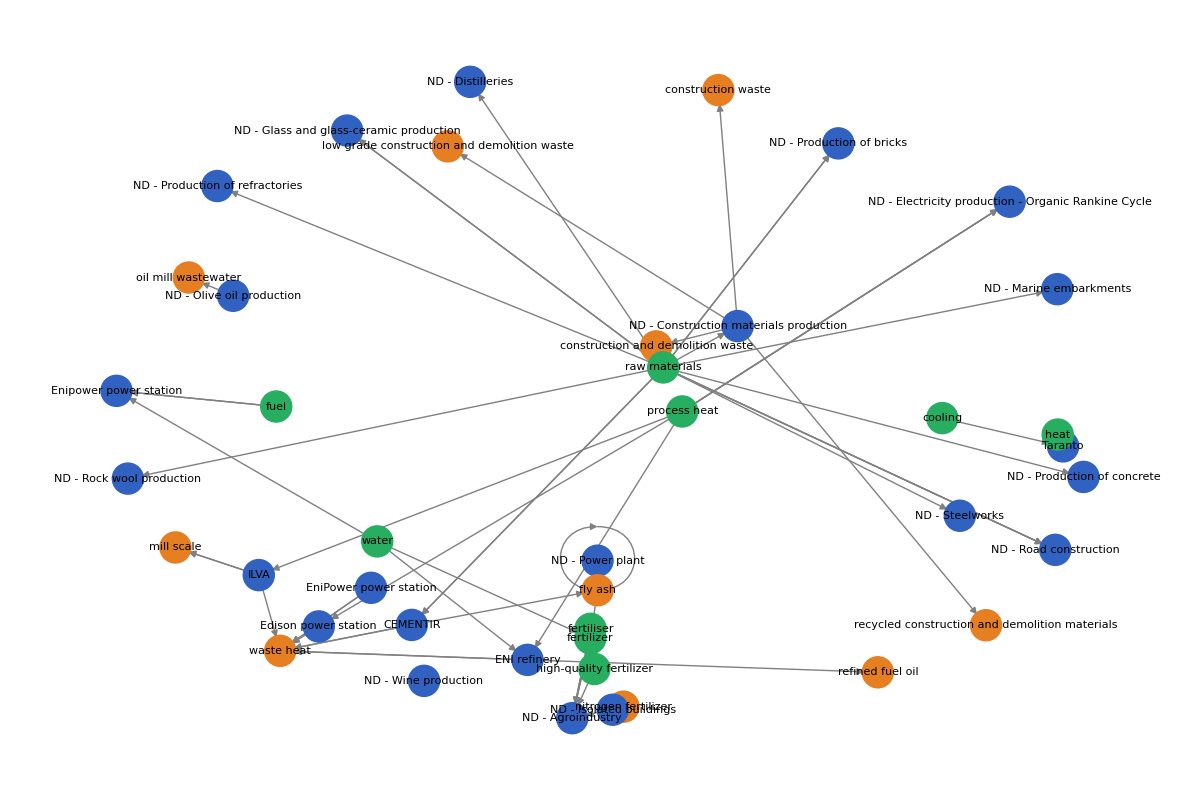 ND - Distilleries
construction waste
ND - Glass and glass-ceramic production
ND - Production of bricks
low grade construction and demolition waste
ND - Production of refractories
ND - Electricity production - Organic Rankine Cycle
oil mill wastewater
ND - Marine embarkments
ND - Olive oil production
ND - Construction materials production
construction and demolition waste
raw materials
Enipower power station
fuel
process heat
cooling
heat
Taranto
ND - Rock wool production
ND - Production of concrete
ND - Steelworks
water
mill scale
ND - Road construction
ND - Power plant
ILVA
EniPower power station
fly ash
Edison power station
CEMENTIR
fertiliser
recycled construction and demolition materials
fertilizer
waste heat
ENI refinery
high-quality fertilizer
refined fuel oil
ND - Wine production
nitrogen fertilizer
ND - Isolated buildings
ND - Agroindustry